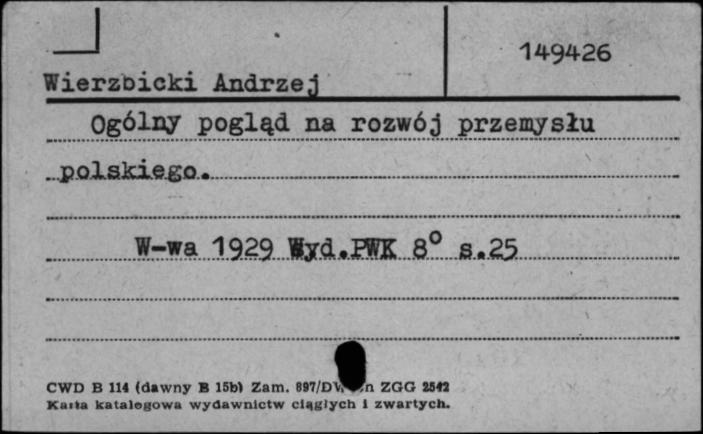 149426
Wierzbicki Andrzej
Ogólny pogląd na rozwój przemysłu
polskiego.
W-wa 1929 Wyd.PWK 8° s.25
CWD B 114 (dawny B 15b) Zam. 897/ ZGG 2542
Karta katalogowa wydawnictw ciągłych i zwartych.